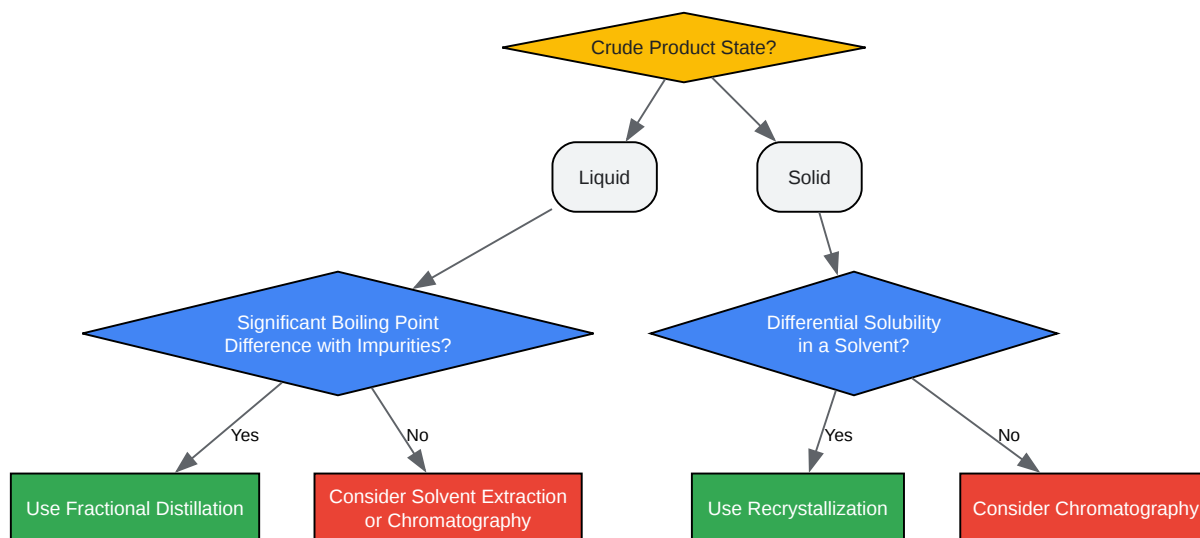 Crude Product State?
Liquid
Solid
Significant Boiling Point
Difference with Impurities?
Differential Solubility
in a Solvent?
Yes
No
Yes
No
Use Fractional Distillation
Consider Solvent Extraction
or Chromatography
Use Recrystallization
Consider Chromatography